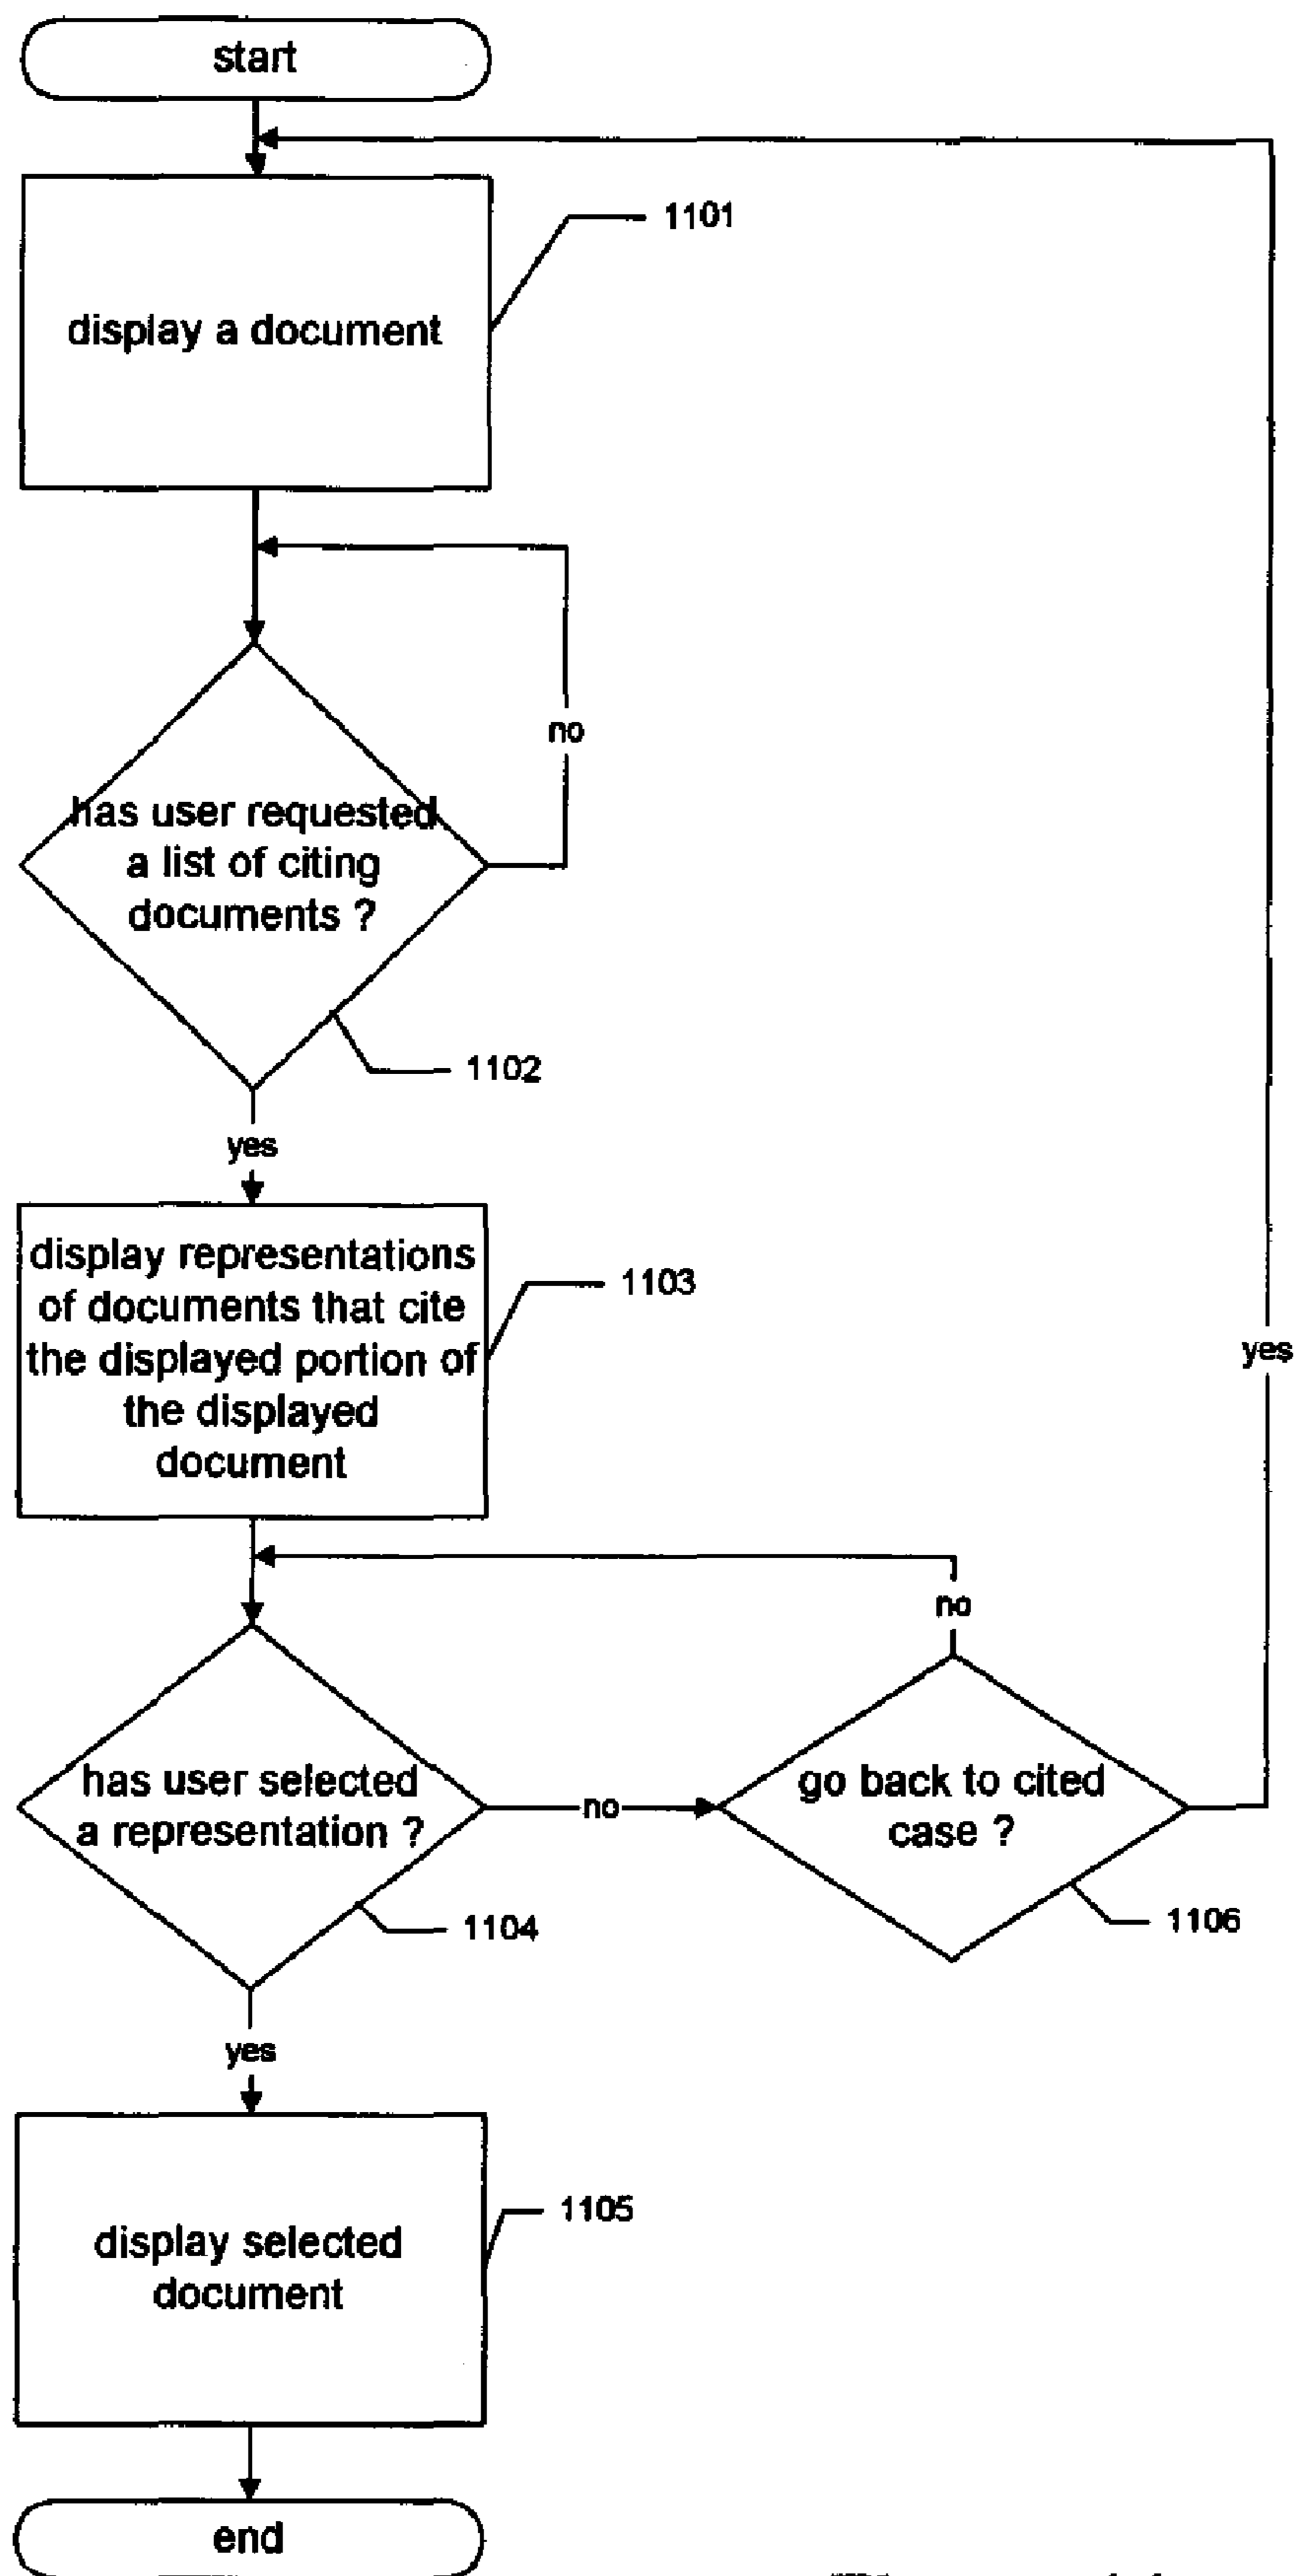 start
1101
display a document
no
has user requested
a list of citing
documents ?
1102
yes
display representations
of documents that cite
the displayed portion of
the displayed
document
1103
yes
no
has user selected
a representation ?
no
go back to cited
case ?
1104
1106
yes
1105
display selected
document
end